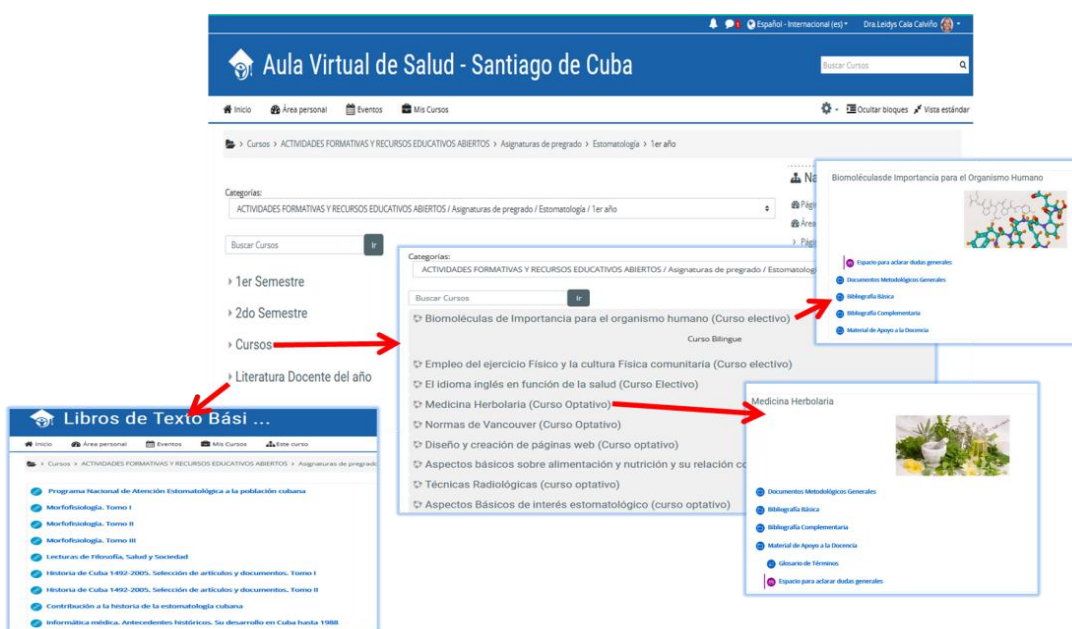 Español - Internacional (es)
Dra.Leidys Cala Calviño
Aula Virtual de Salud - Santiago de Cuba
Buscar Cursos
Inicio Área personal Eventos Mis Cursos
Ocultar bloques Vista estándar
> Cursos > ACTIVIDADES FORMATIVAS Y RECURSOS EDUCATIVOS ABIERTOS > Asignaturas de pregrado > Estomatología > 1er año
Categorías:
ACTIVIDADES FORMATIVAS Y RECURSOS EDUCATIVOS ABIERTOS / Asignaturas de pregrado / Estomatología / 1er año
Buscar Cursos Ir
1er Semestre
2do Semestre
Cursos
Literatura Docente del año
Na
Pági
Área
Pági
Categorías:
ACTIVIDADES FORMATIVAS Y RECURSOS EDUCATIVOS ABIERTOS / Asignaturas de pregrado / Estomatologí
Buscar Cursos Ir
Biomoléculas de Importancia para el organismo humano (Curso electivo)
Curso Bilingue
Empleo del ejercicio Físico y la cultura Física comunitaria (Curso electivo)
El idioma inglés en función de la salud (Curso Electivo)
Medicina Herbolaria (Curso Optativo)
Normas de Vancouver (Curso Optativo)
Diseño y creación de páginas web (Curso optativo)
Aspectos básicos sobre alimentación y nutrición y su relación co
Técnicas Radiológicas (curso optativo)
Aspectos Básicos de interés estomatológico (curso optativo)
Biomoléculasde Importancia para el Organismo Humano
Espacio para aclarar dudas generales
Documentos Metodológicos Generales
Bibliografía Básica
Bibliografía Complementaria
Material de Apoyo a la Docencia
Medicina Herbolaria
Documentos Metodológicos Generales
Bibliografía Básica
Bibliografía Complementaria
Material de Apoyo a la Docencia
Glosario de Términos
Espacio para aclarar dudas generales
Libros de Texto Bási ...
Inicio Área personal Eventos Mis Cursos Este curso
> Cursos > ACTIVIDADES FORMATIVAS Y RECURSOS EDUCATIVOS ABIERTOS > Asignaturas de pregrado
Programa Nacional de Atención Estomatológica a la población cubana
Morfofisiología. Tomo I
Morfofisiología. Tomo II
Morfofisiología. Tomo III
Lecturas de Filosofía, Salud y Sociedad
Historia de Cuba 1492-2005. Selección de artículos y documentos. Tomo I
Historia de Cuba 1492-2005. Selección de artículos y documentos. Tomo II
Contribución a la historia de la estomatología cubana
Informática médica. Antecedentes históricos. Su desarrollo en Cuba hasta 1988